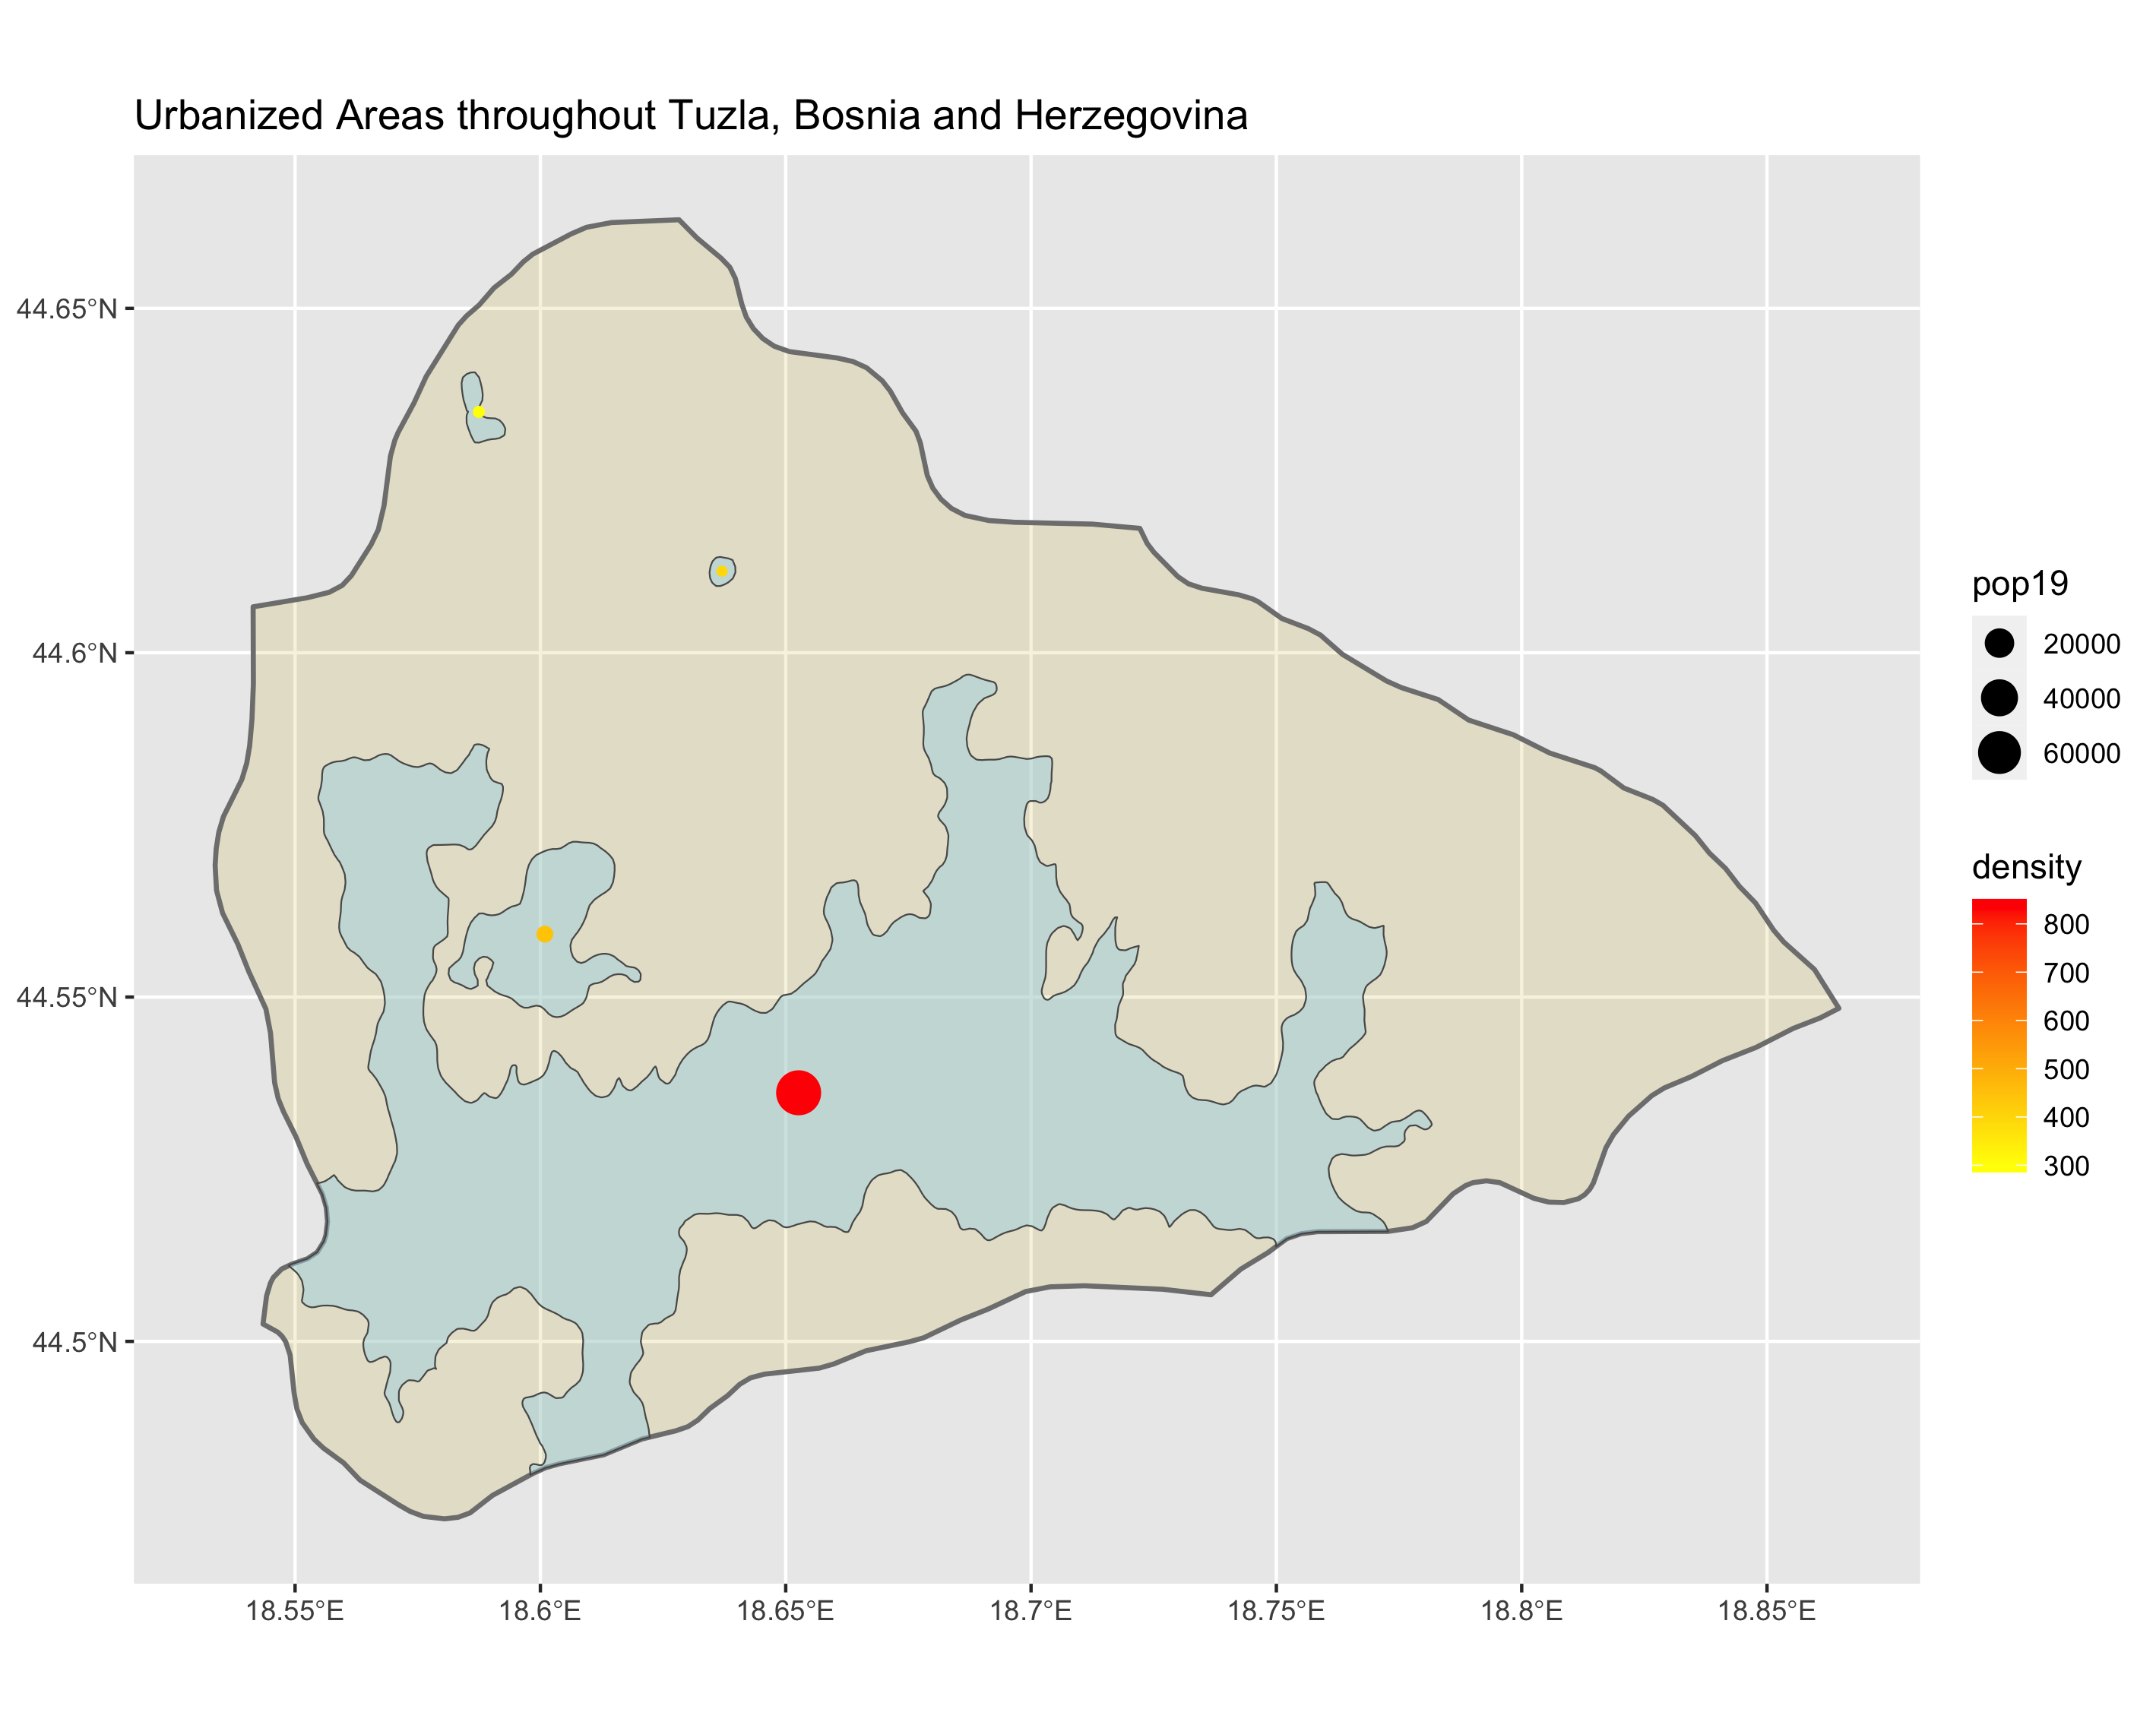 Urbanized Areas throughout Tuzla, Bosnia and Herzegovina
44.65°N
44.6°N
44.55°N
44.5°N
18.55°E
18.6°E
18.65°E
18.7°E
18.75°E
18.8°E
18.85°E
pop19
20000
40000
60000
density
800
700
600
500
400
300